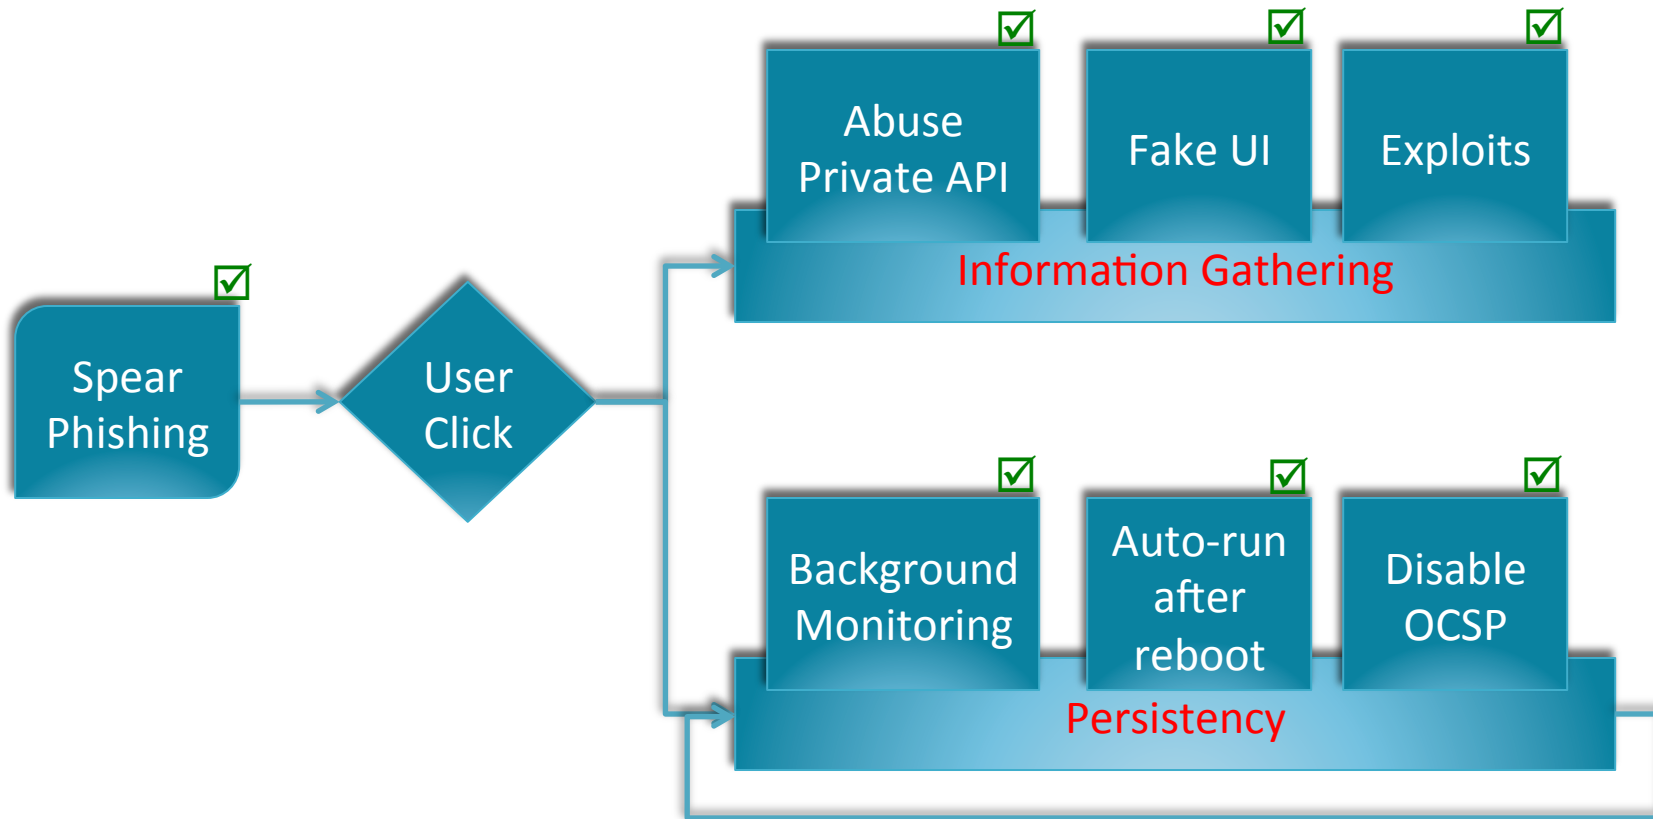 Abuse
Private API
Fake UI
Exploits
Information Gathering
Spear
Phishing
User
Click
Background
Monitoring
Auto-run
after
reboot
Disable
OCSP
Persistency